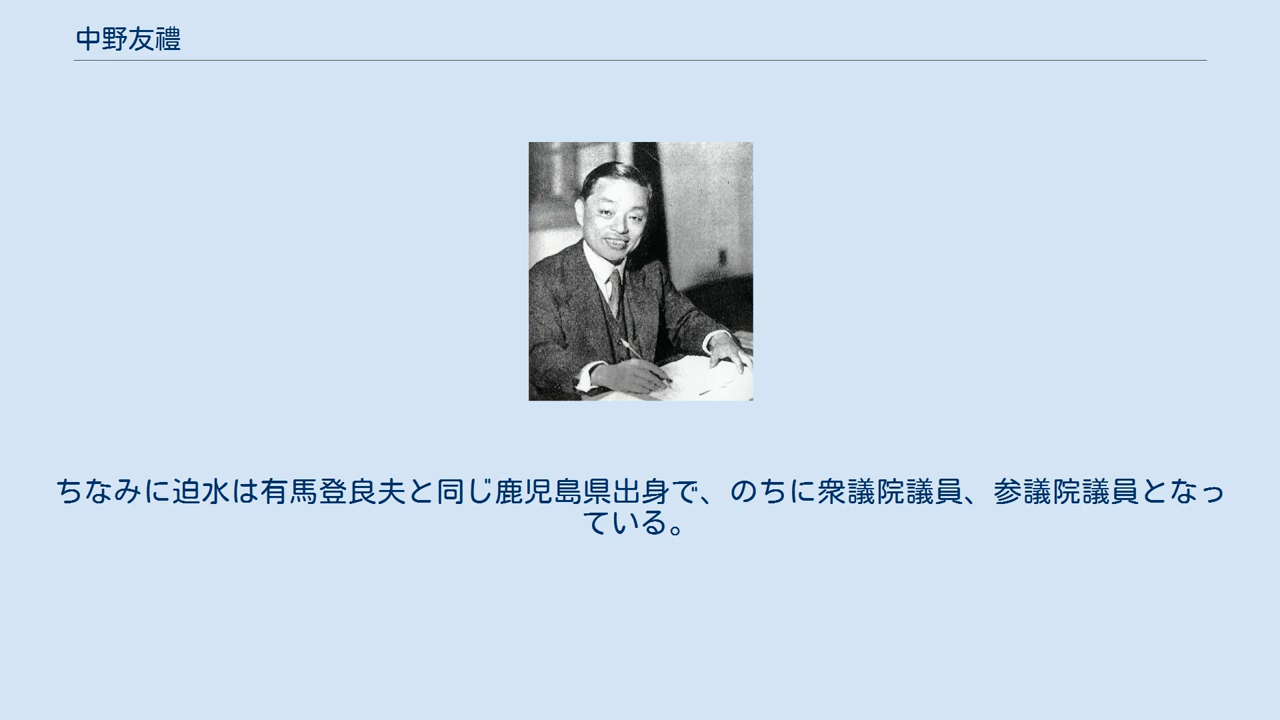 中野友禮
ちなみに迫水は有馬登良夫と同じ鹿児島県出身で、のちに衆議院議員、参議院議員となっ
ている。